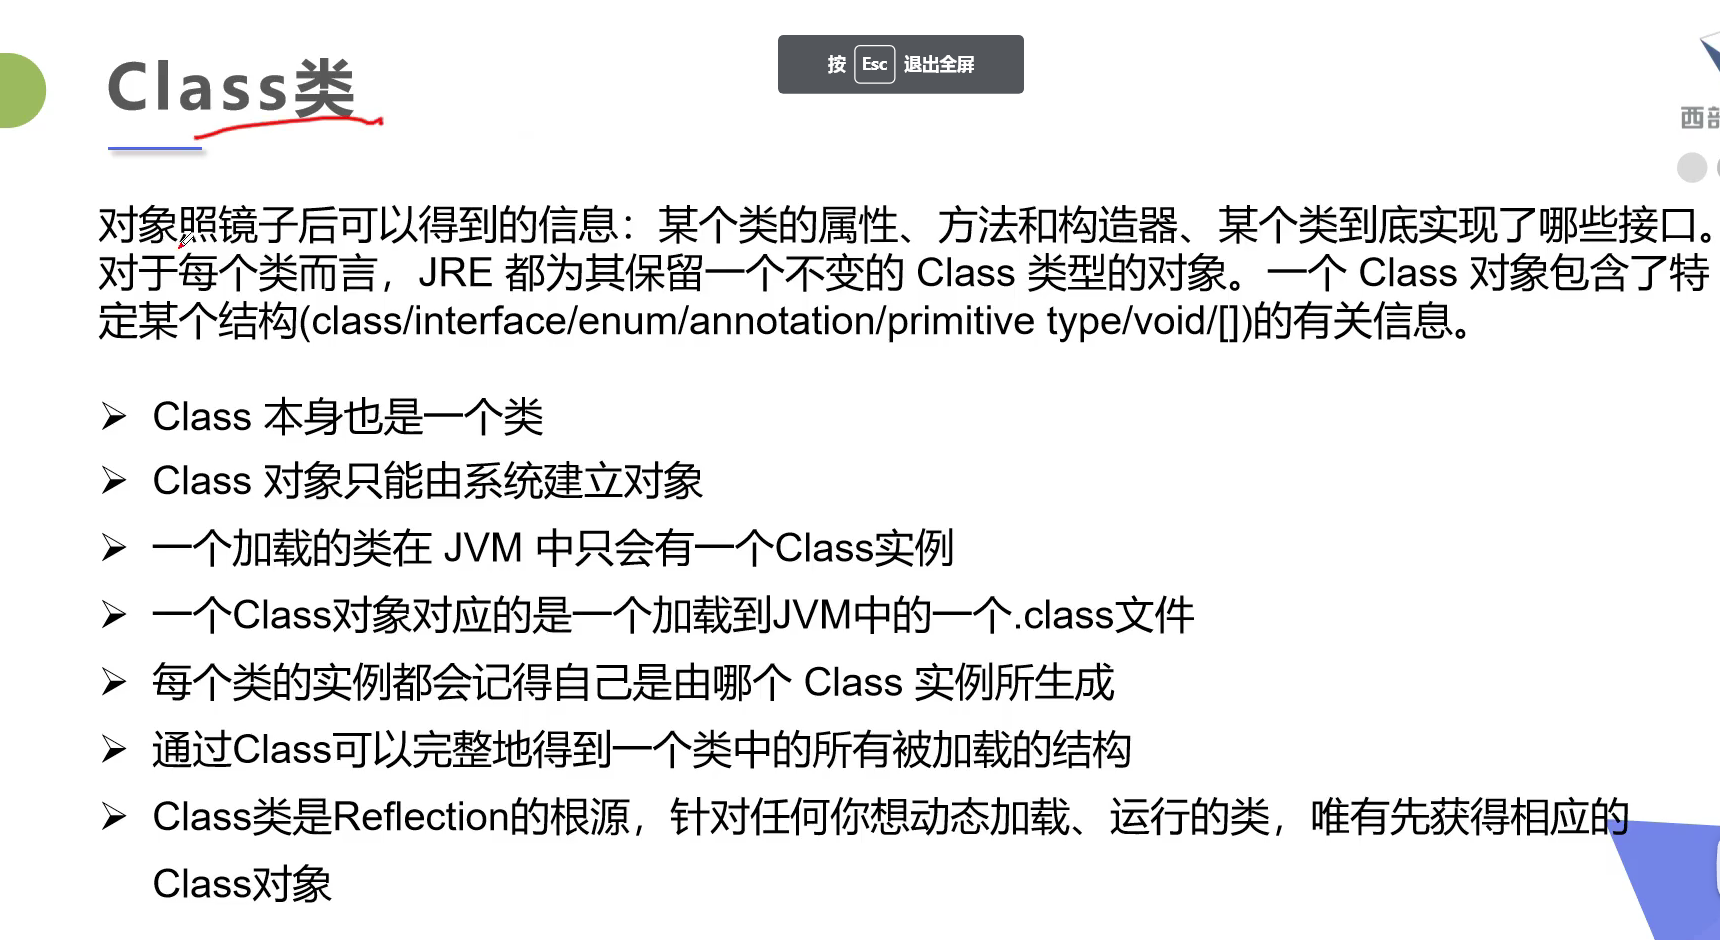 Class类
按 Esc 退出全屏
西部
对象照镜子后可以得到的信息：某个类的属性、方法和构造器、某个类到底实现了哪些接口。
对于每个类而言，JRE 都为其保留一个不变的 Class 类型的对象。一个 Class 对象包含了特
定某个结构(class/interface/enum/annotation/primitive type/void/[])的有关信息。
➢ Class 本身也是一个类
➢ Class 对象只能由系统建立对象
➢ 一个加载的类在 JVM 中只会有一个Class实例
➢ 一个Class对象对应的是一个加载到JVM中的一个.class文件
➢ 每个类的实例都会记得自己是由哪个 Class 实例所生成
➢ 通过Class可以完整地得到一个类中的所有被加载的结构
➢ Class类是Reflection的根源，针对任何你想动态加载、运行的类，唯有先获得相应的
Class对象